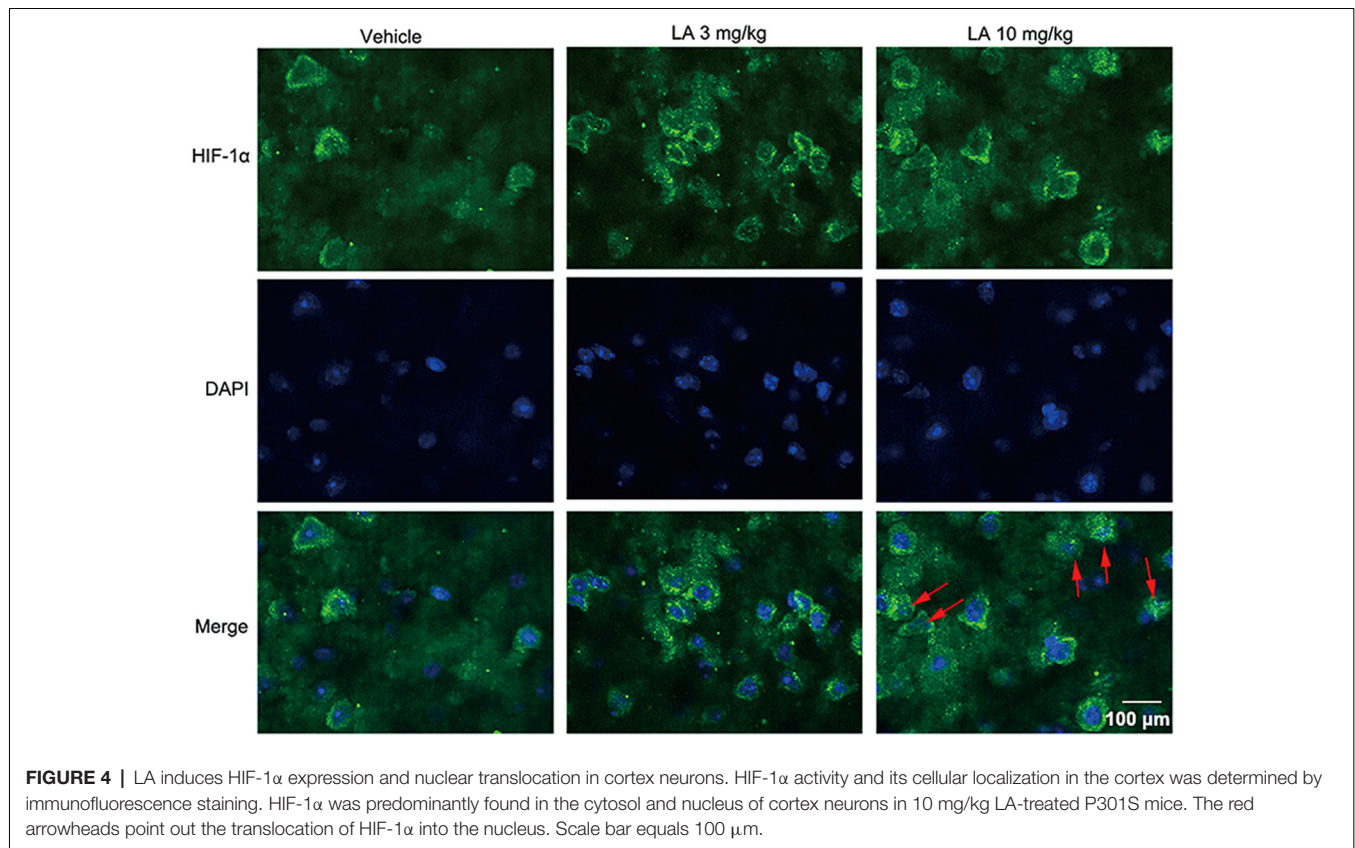 Vehicle
LA 3 mg/kg
LA 10 mg/kg
HIF-1α
DAPI
Merge
100 µm
FIGURE 4 | LA induces HIF-1α expression and nuclear translocation in cortex neurons. HIF-1α activity and its cellular localization in the cortex was determined by
immunofluorescence staining. HIF-1α was predominantly found in the cytosol and nucleus of cortex neurons in 10 mg/kg LA-treated P301S mice. The red
arrowheads point out the translocation of HIF-1α into the nucleus. Scale bar equals 100 µm.